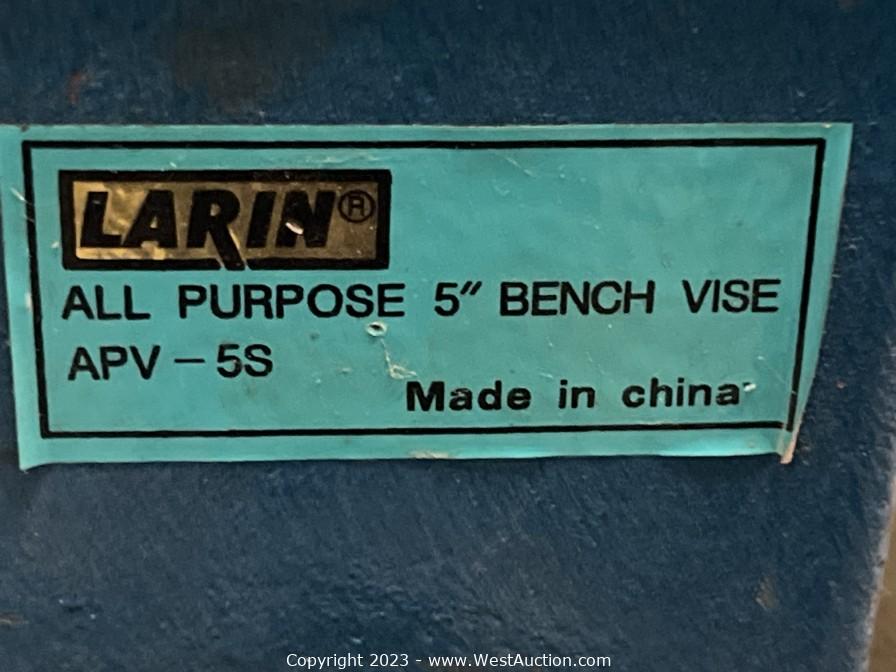 LARIN®
ALL PURPOSE 5" BENCH VISE
APV-5S
Made in china
Copyright 2023 - www.WestAuction.com